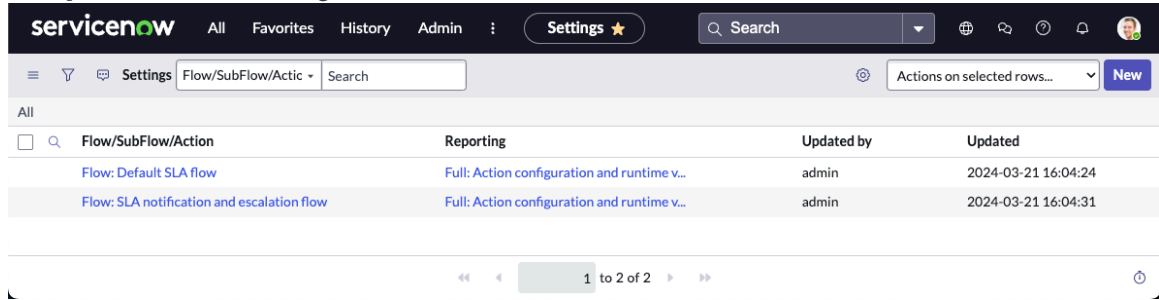 servicenow All Favorites History Admin Settings ★ Search
Settings Flow/SubFlow/Actic Search Actions on selected rows... New
All
Flow/SubFlow/Action Reporting Updated by Updated
Flow: Default SLA flow Full: Action configuration and runtime v... admin 2024-03-21 16:04:24
Flow: SLA notification and escalation flow Full: Action configuration and runtime v... admin 2024-03-21 16:04:31
1 to 2 of 2